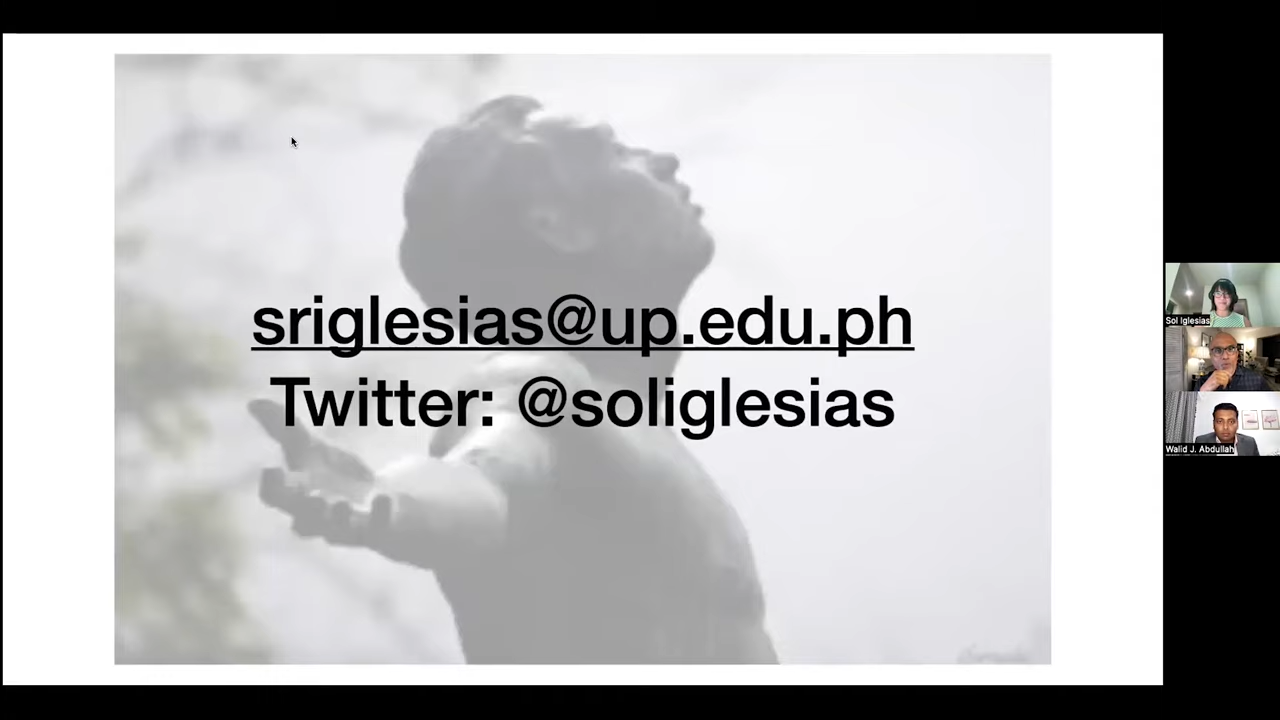 sriglesias@up.edu.ph
Twitter: @soliglesias
Sol Iglesias
Walid J. Abdullah